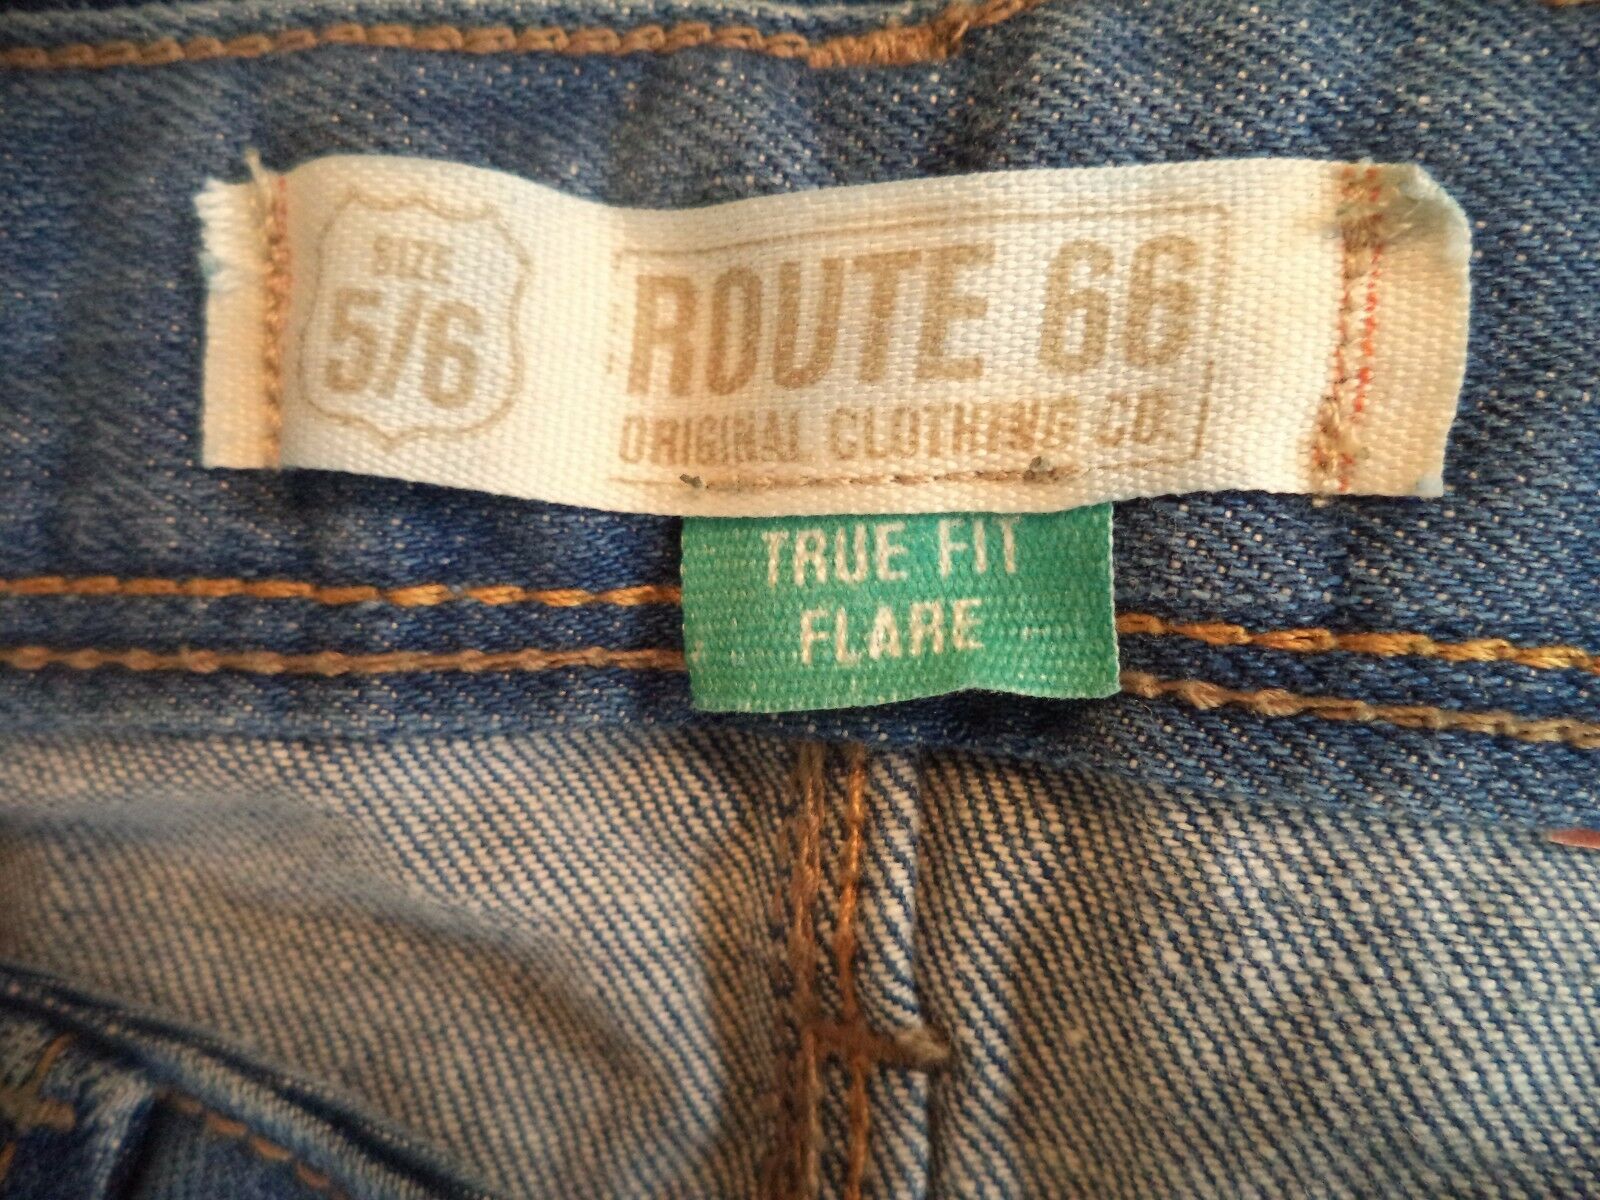 SIZE
5/6
ROUTE 66
ORIGINAL CLOTHING CO.
TRUE FIT
FLARE